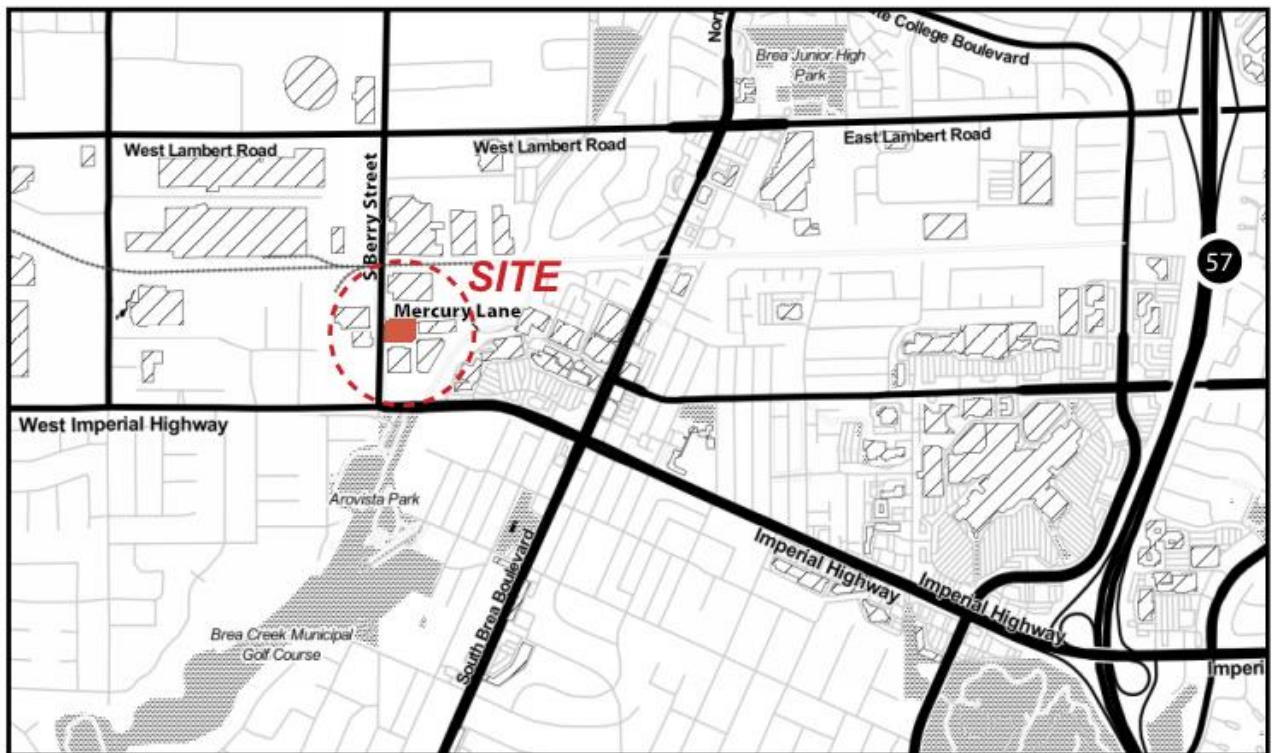 College Boulevard
Brea Junior High
Park
West Lambert Road
West Lambert Road
East Lambert Road
S Berry Street
SITE
57
Mercury Lane
West Imperial Highway
Arovista Park
Imperial Highway
Imperial Highway
South Brea Boulevard
Brea Creek Municipal
Golf Course
Imperi